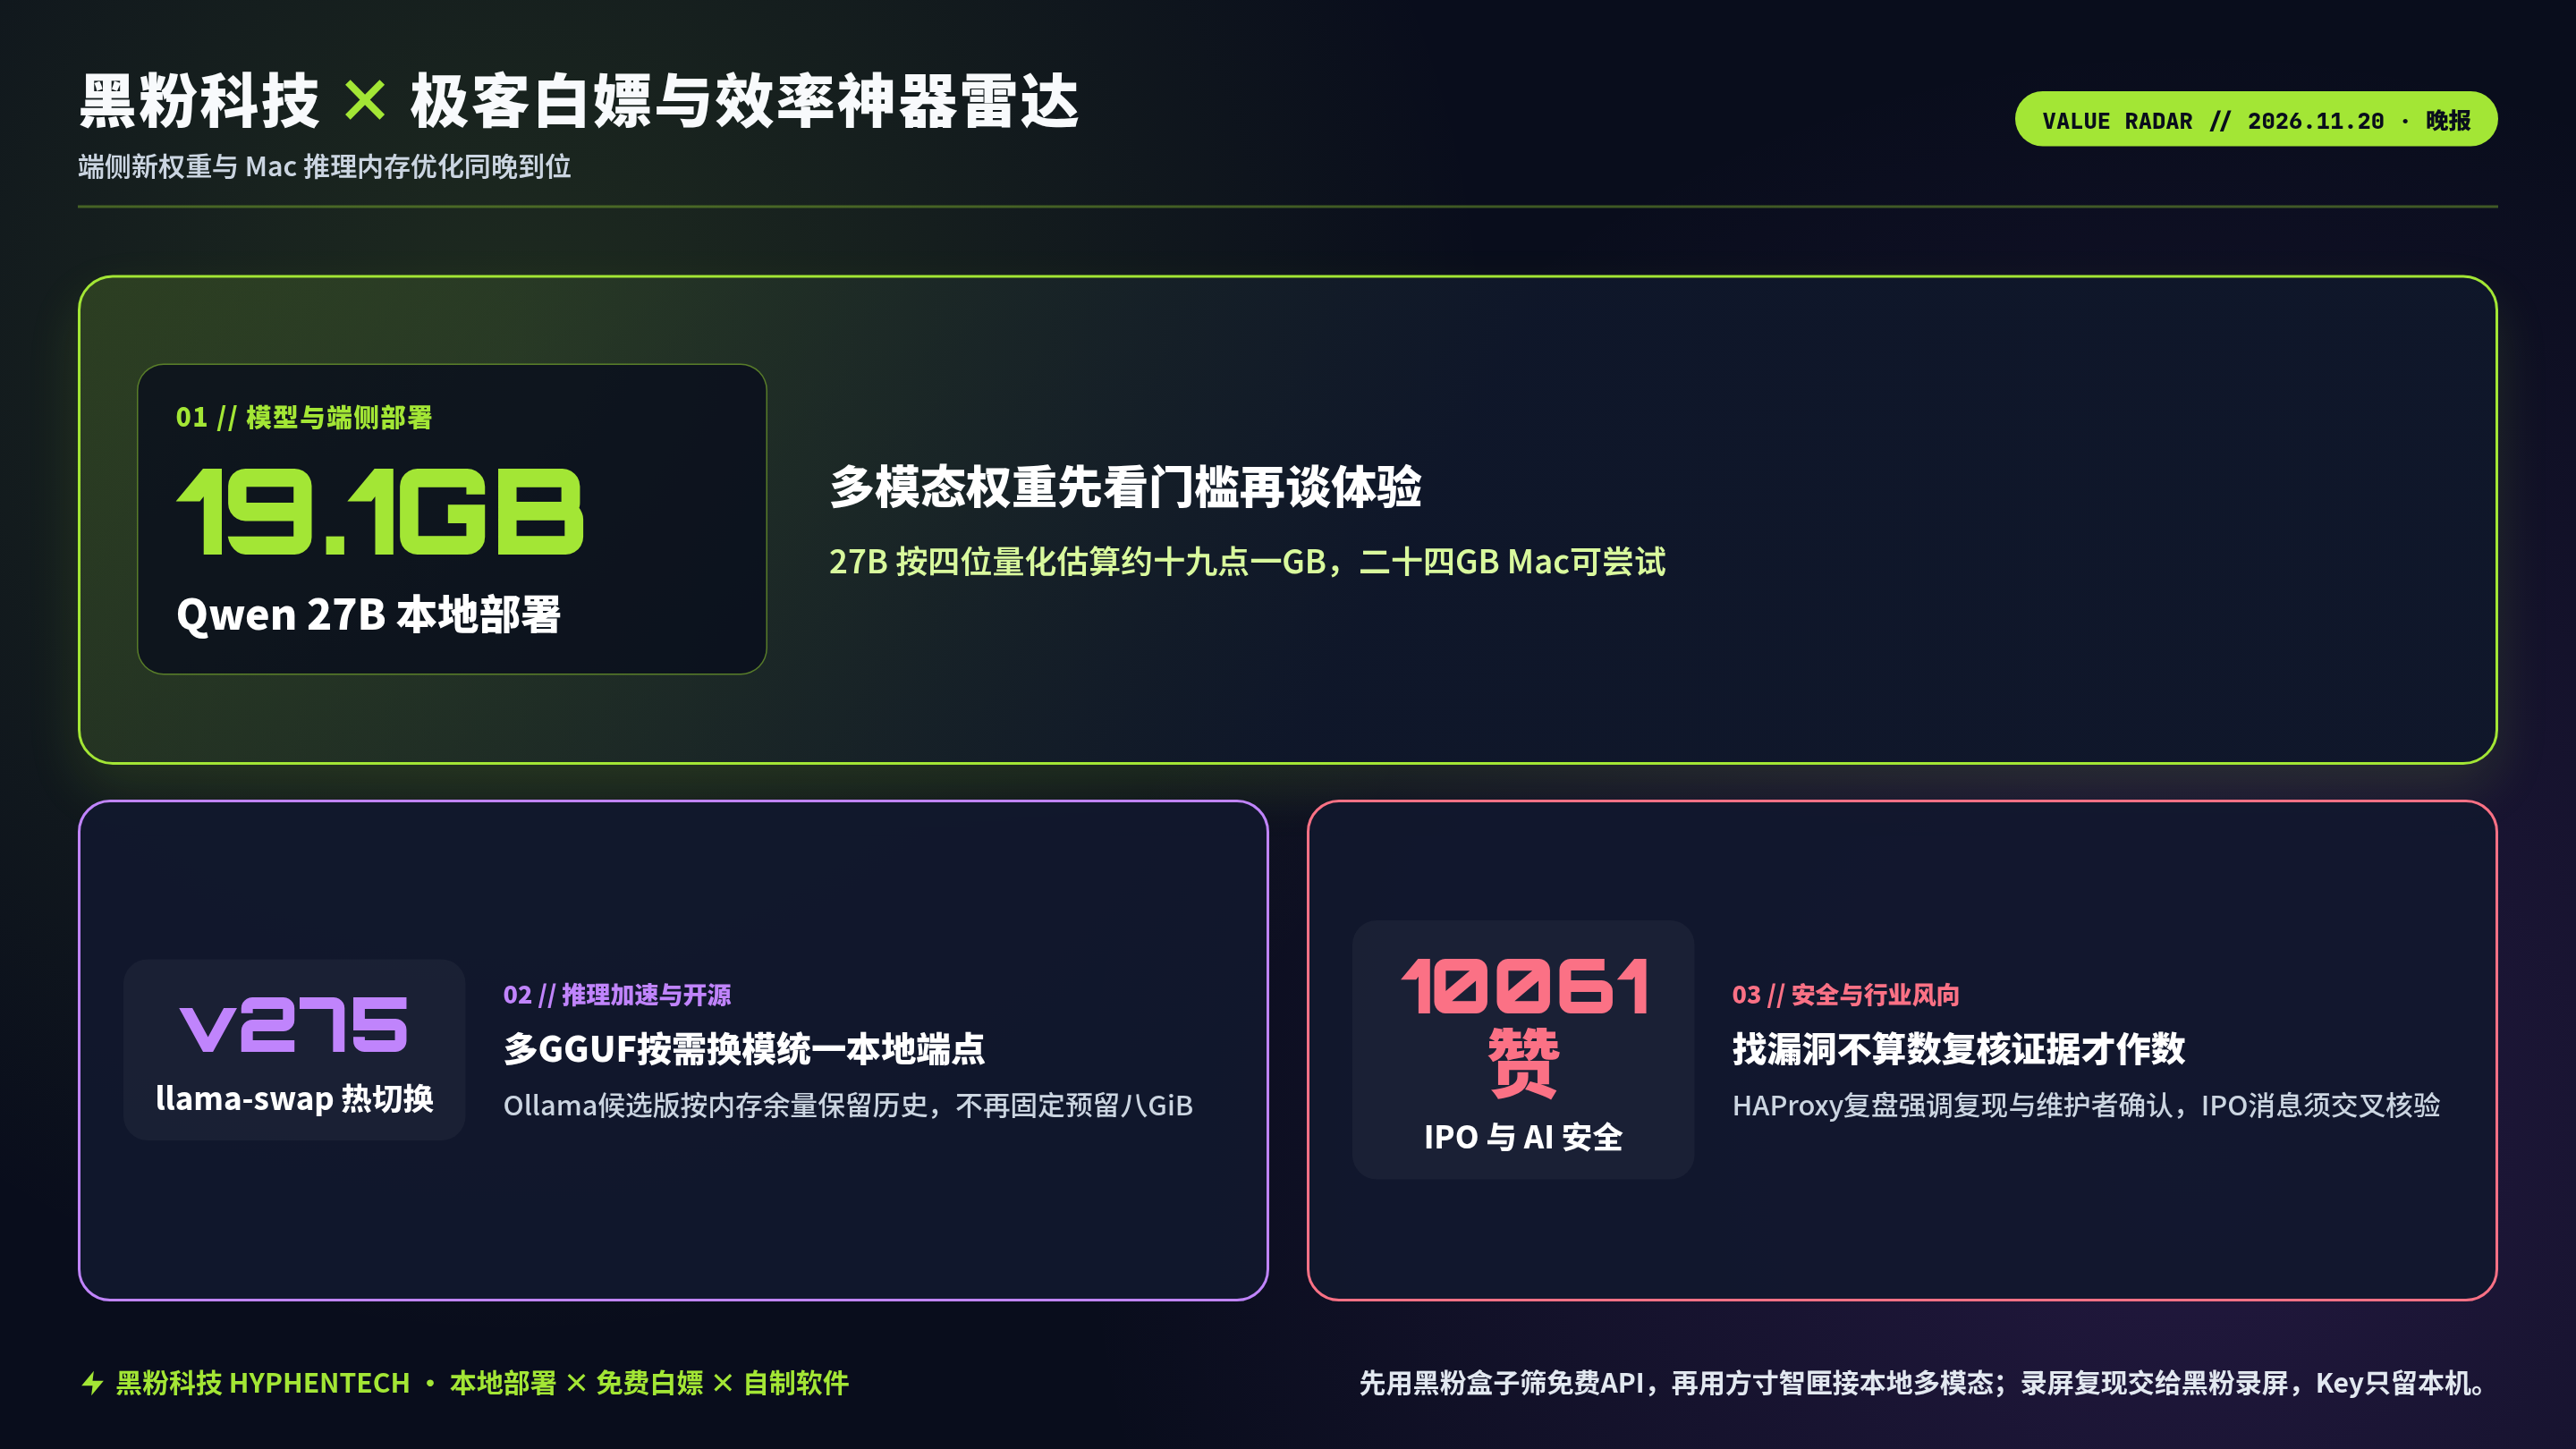 黑粉科技 × 极客白嫖与效率神器雷达
端侧新权重与 Mac 推理内存优化同晚到位
VALUE RADAR // 2026.11.20 · 晚报
01 // 模型与端侧部署
19.1GB
Qwen 27B 本地部署
多模态权重先看门槛再谈体验
27B 按四位量化估算约十九点一GB，二十四GB Mac可尝试
v275
llama-swap 热切换
02 // 推理加速与开源
多GGUF按需换模统一本地端点
Ollama候选版按内存余量保留历史，不再固定预留八GiB
10061
赞
IPO 与 AI 安全
03 // 安全与行业风向
找漏洞不算数复核证据才作数
HAProxy复盘强调复现与维护者确认，IPO消息须交叉核验
黑粉科技 HYPHENTECH · 本地部署 × 免费白嫖 × 自制软件
先用黑粉盒子筛免费API，再用方寸智匣接本地多模态；录屏复现交给黑粉录屏，Key只留本机。